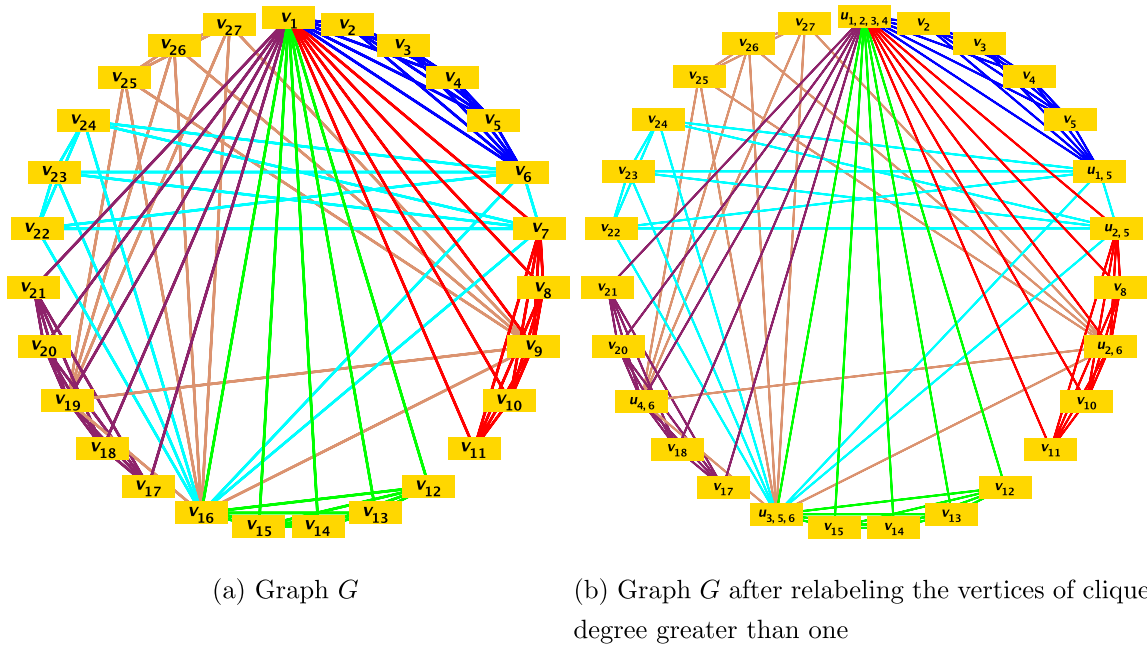 v1
v2
v3
v4
v5
v6
v7
v8
v9
v10
v11
v12
v13
v14
v15
v16
v17
v18
v19
v20
v21
v22
v23
v24
v25
v26
v27
(a) Graph G
u1, 2, 3, 4
v2
v3
v4
v5
u1, 5
u2, 5
v8
u2, 6
v10
v11
v12
v13
v14
v15
u3, 5, 6
v17
v18
u4, 6
v20
v21
v22
v23
v24
v25
v26
v27
(b) Graph G after relabeling the vertices of clique
degree greater than one